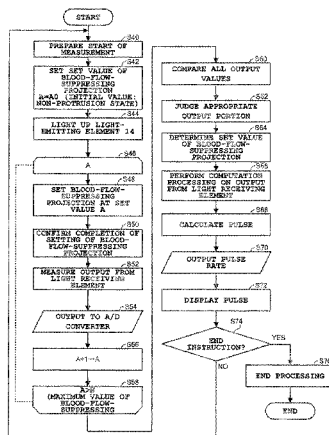 START
S40
PREPARE START OF
MEASUREMENT
S42
SET SET VALUE OF
BLOOD-FLOW-
SUPPRESSING
PROJECTION
A=A0 (INITIAL VALUE:
NON-PROTRUSION STATE)
S44
LIGHT UP LIGHT-
EMITTING ELEMENT 14
S46
A
S48
SET BLOOD-FLOW-
SUPPRESSING
PROJECTION AT SET
VALUE A
S50
CONFIRM COMPLETION OF
SETTING OF BLOOD-
FLOW-SUPPRESSING
PROJECTION
S52
MEASURE OUTPUT FROM
LIGHT RECEIVING
ELEMENT
S54
OUTPUT TO A/D
CONVERTER
S56
A+1→A
S58
A>B
(MAXIMUM VALUE OF
BLOOD-FLOW-
SUPPRESSING
S60
COMPARE ALL OUTPUT
VALUES
S62
JUDGE APPROPRIATE
OUTPUT PORTION
S64
DETERMINE SET VALUE
OF BLOOD-FLOW-
SUPPRESSING
PROJECTION
S66
PERFORM COMPUTATION
PROCESSING ON OUTPUT
FROM LIGHT RECEIVING
ELEMENT
S68
CALCULATE PULSE
S70
OUTPUT PULSE
RATE
S72
DISPLAY PULSE
S74
END
INSTRUCTION?
YES
NO
S76
END PROCESSING
END